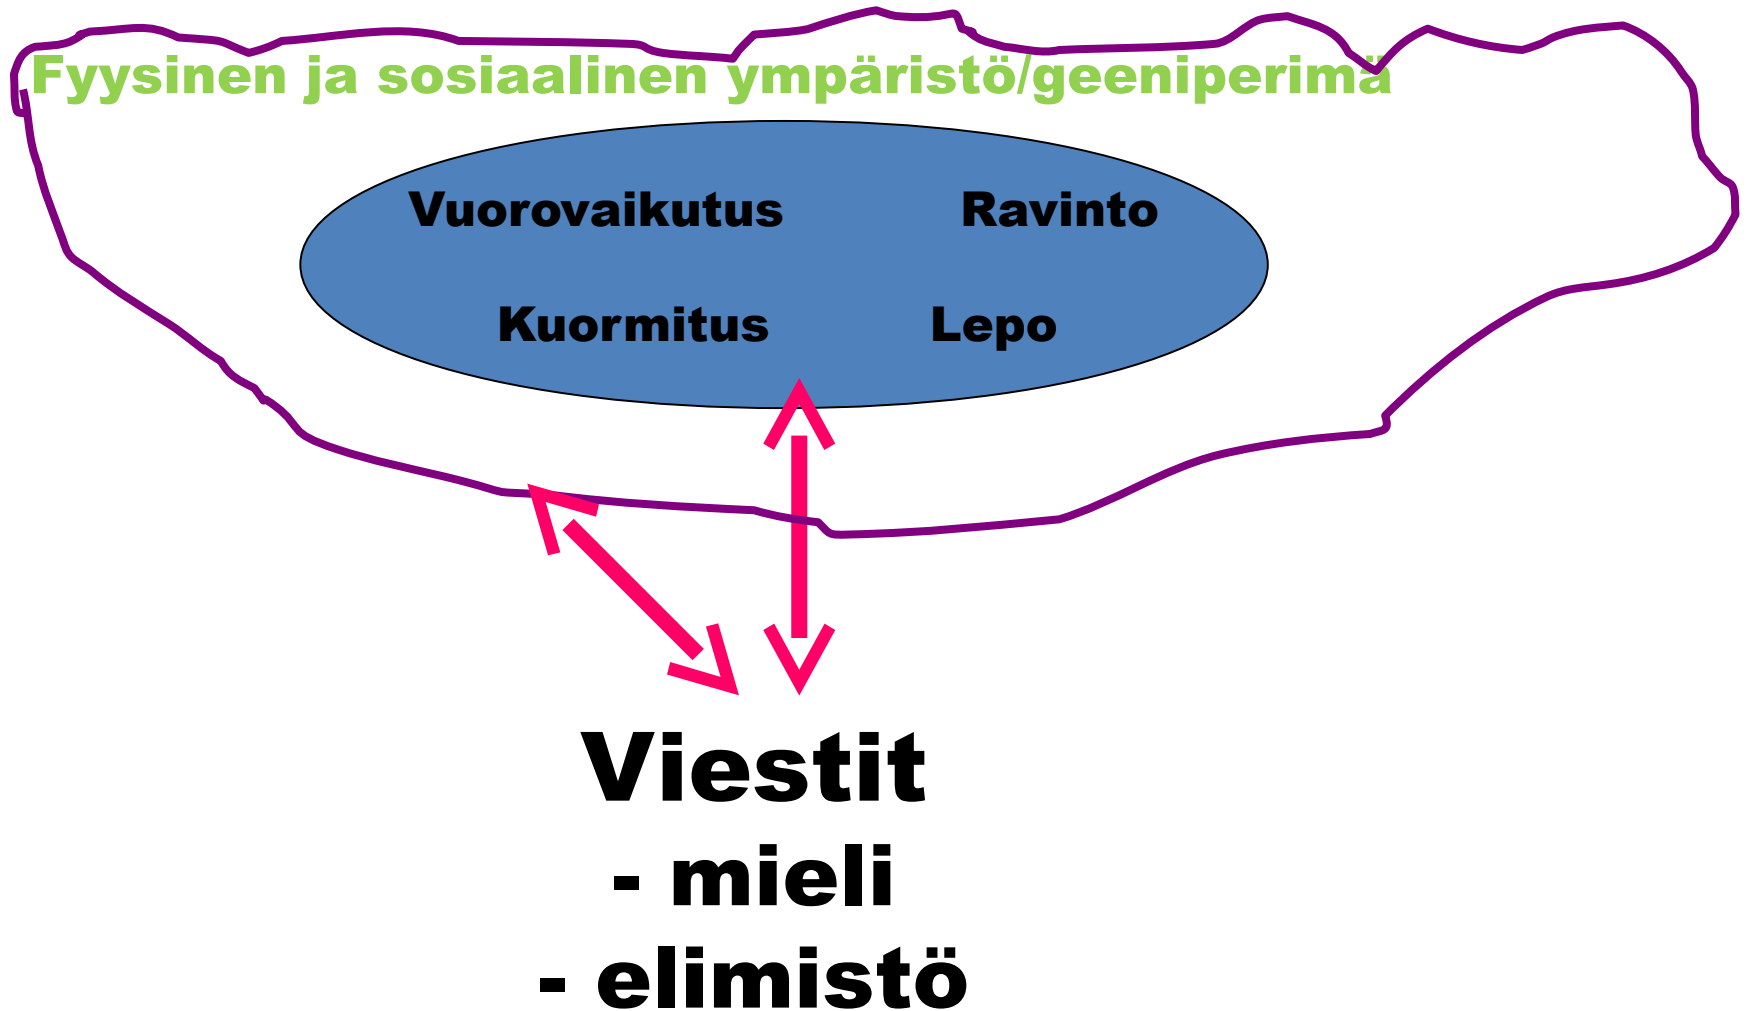 Fyysinen ja sosiaalinen ympäristö/geeniperimä
Vuorovaikutus Ravinto
Kuormitus Lepo
Viestit
- mieli
- elimistö